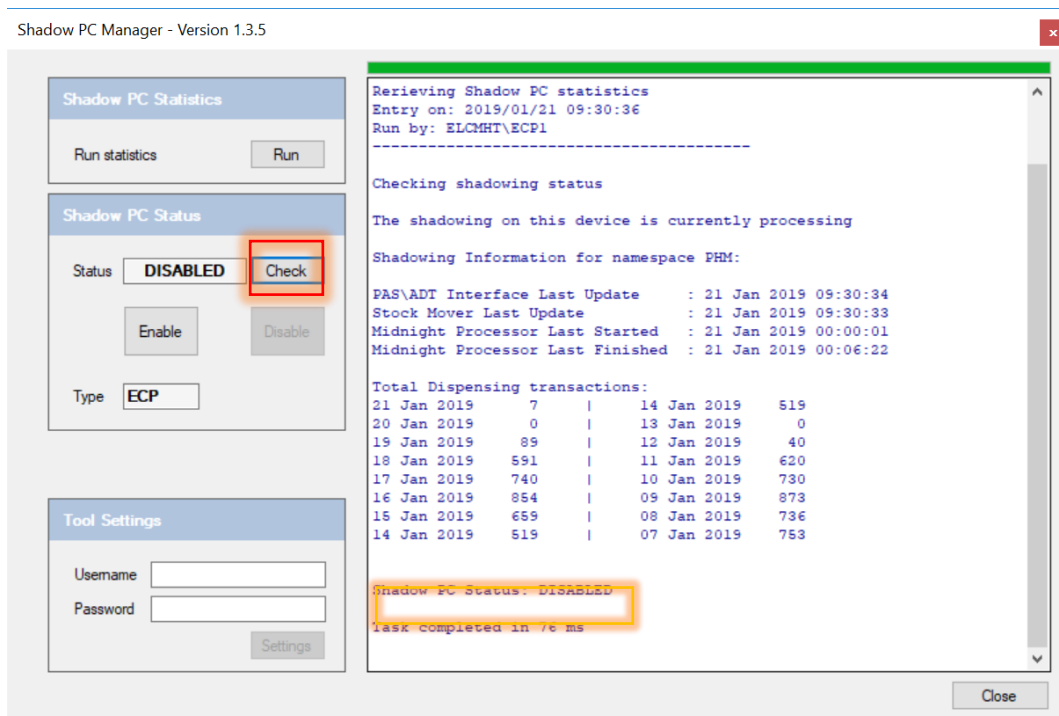 Shadow PC Manager - Version 1.3.5
x
Shadow PC Statistics
Run statistics Run
Shadow PC Status
Status DISABLED Check
Enable Disable
Type ECP
Tool Settings
Username
Password
Settings
Rerieving Shadow PC statistics
Entry on: 2019/01/21 09:30:36
Run by: ELCMHT\ECP1
-----------------------------------------
Checking shadowing status
The shadowing on this device is currently processing
Shadowing Information for namespace PHM:
PAS\ADT Interface Last Update : 21 Jan 2019 09:30:34
Stock Mover Last Update : 21 Jan 2019 09:30:33
Midnight Processor Last Started : 21 Jan 2019 00:00:01
Midnight Processor Last Finished : 21 Jan 2019 00:06:22
Total Dispensing transactions:
21 Jan 2019 7 | 14 Jan 2019 519
20 Jan 2019 0 | 13 Jan 2019 0
19 Jan 2019 89 | 12 Jan 2019 40
18 Jan 2019 591 | 11 Jan 2019 620
17 Jan 2019 740 | 10 Jan 2019 730
16 Jan 2019 854 | 09 Jan 2019 873
15 Jan 2019 659 | 08 Jan 2019 736
14 Jan 2019 519 | 07 Jan 2019 753
Shadow PC Status: DISABLED
Task completed in 76 ms
Close